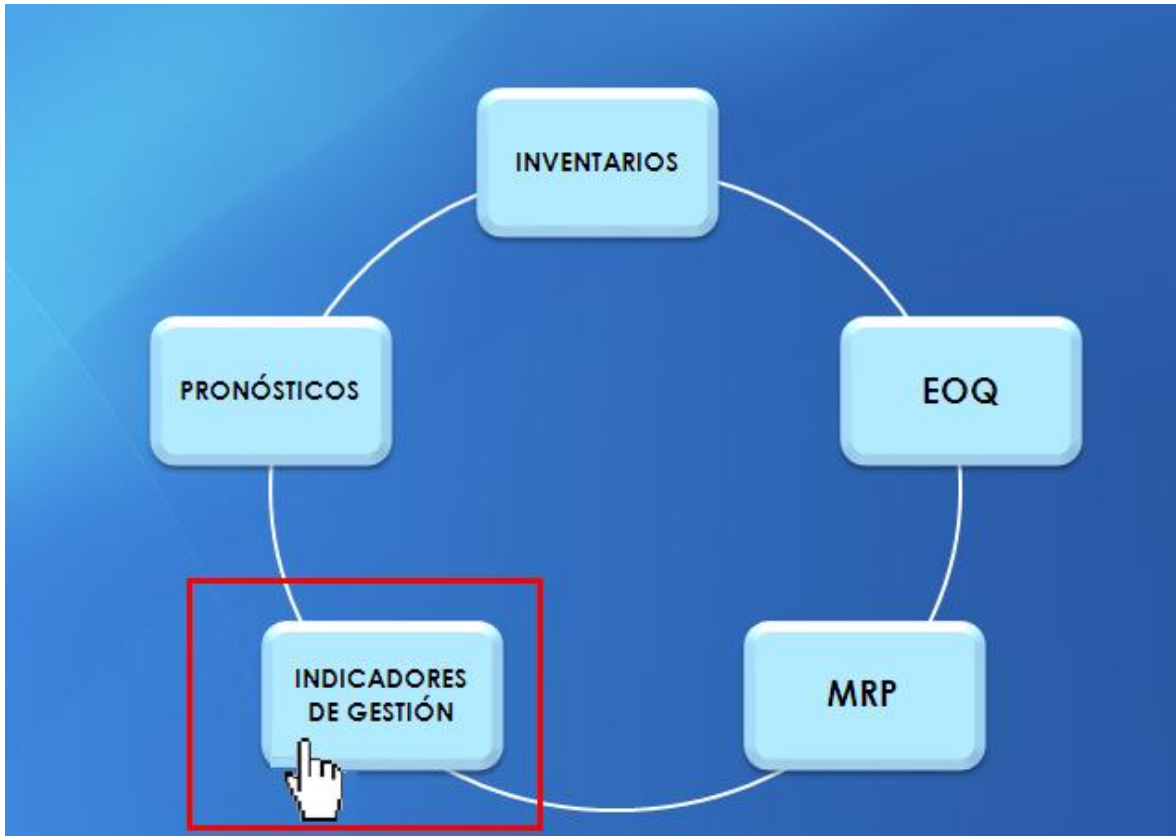 INVENTARIOS
PRONÓSTICOS
EOQ
INDICADORES
DE GESTIÓN
MRP